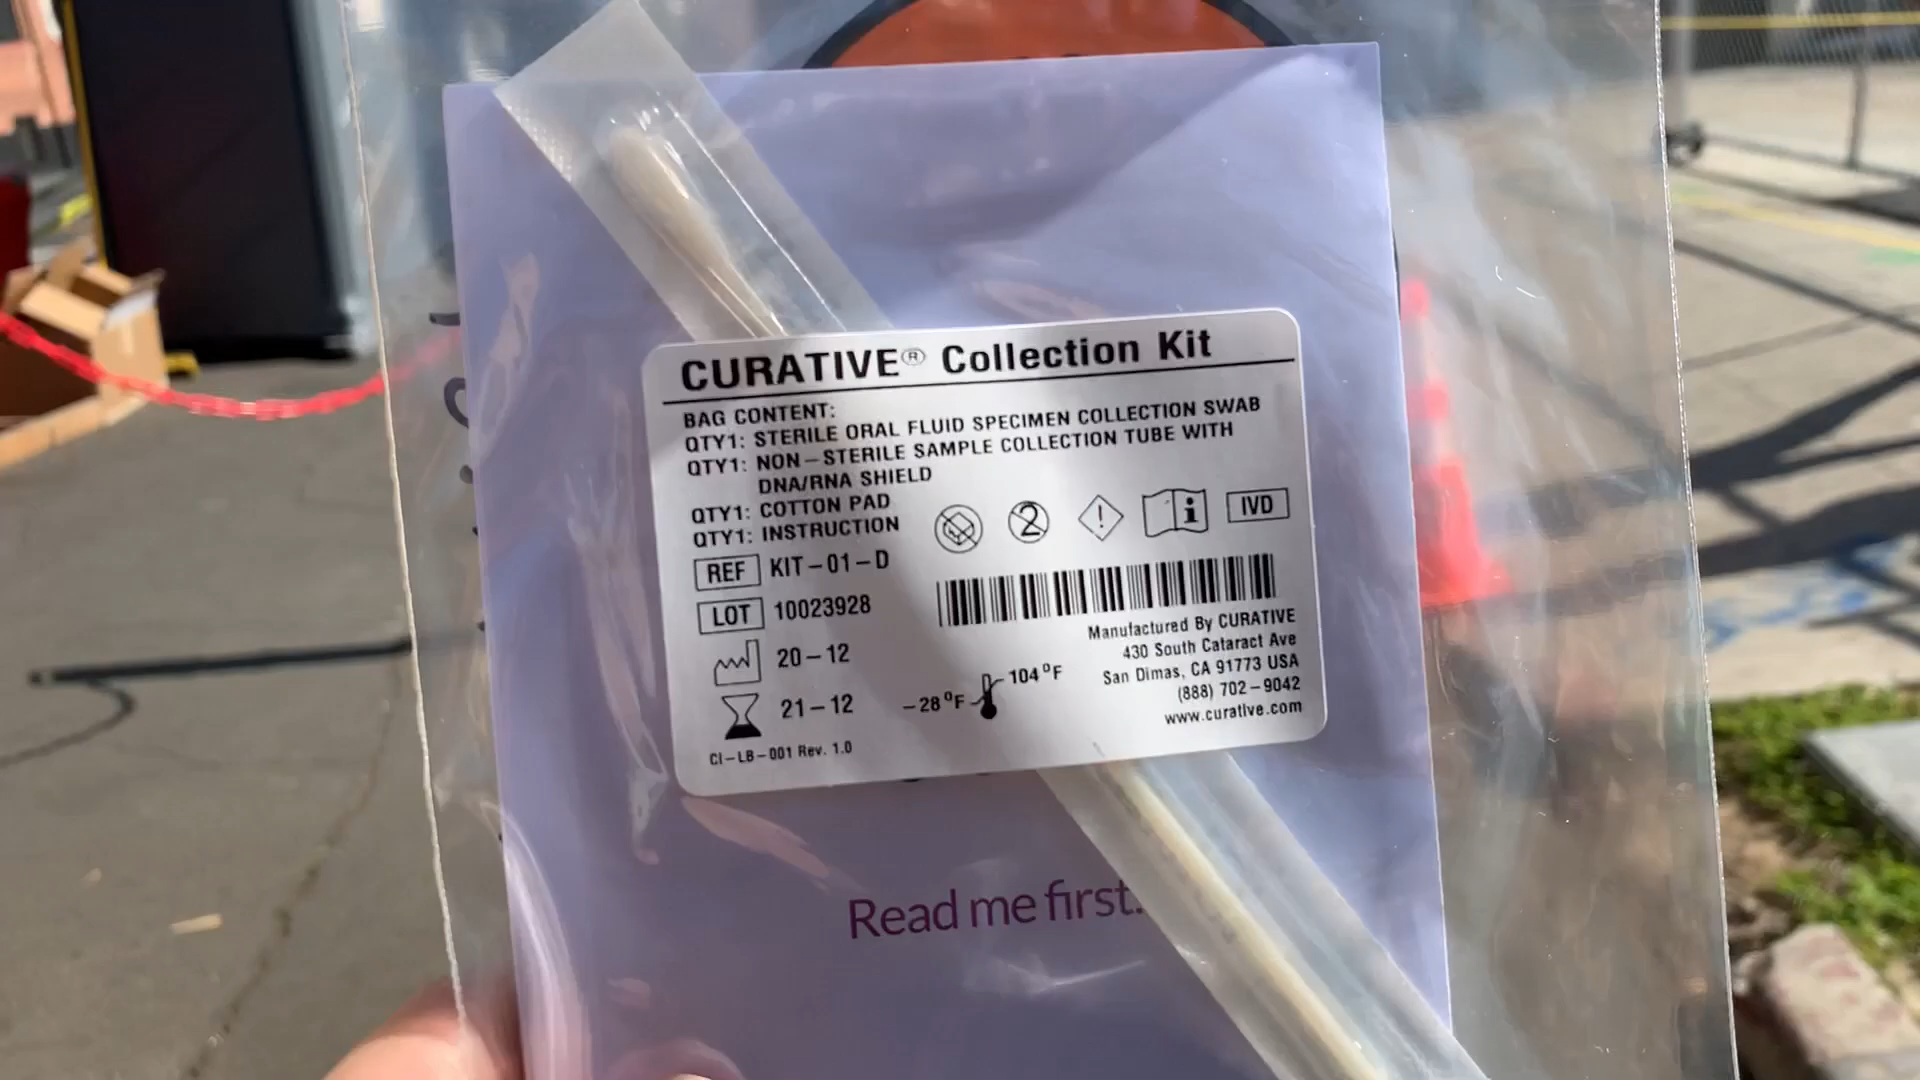 CURATIVE® Collection Kit
BAG CONTENT:
QTY1: STERILE ORAL FLUID SPECIMEN COLLECTION SWAB
QTY1: NON-STERILE SAMPLE COLLECTION TUBE WITH
DNA/RNA SHIELD
QTY1: COTTON PAD
QTY1: INSTRUCTION
2
!
i
IVD
REF KIT-01-D
LOT 10023928
20-12
21-12
-28°F
104°F
CI-LB-001 Rev. 1.0
Manufactured By CURATIVE
430 South Cataract Ave
San Dimas, CA 91773 USA
(888) 702-9042
www.curative.com
Read me first.